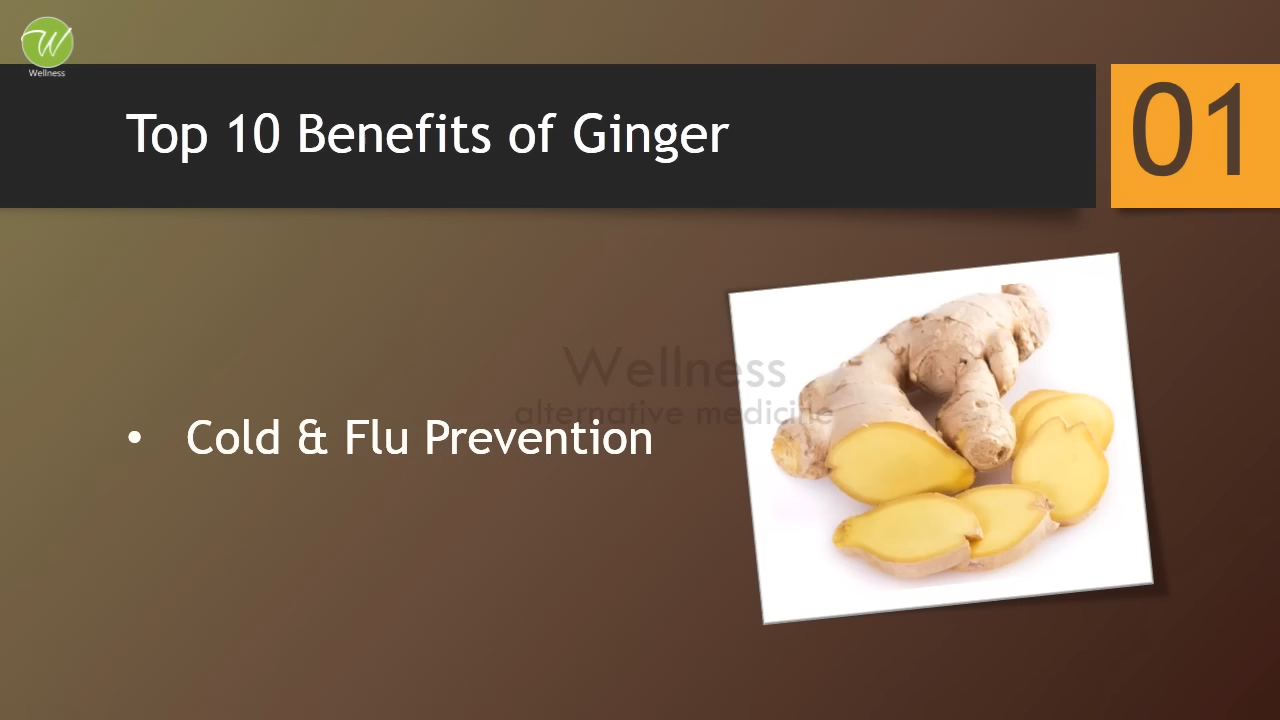 W
Wellness
Top 10 Benefits of Ginger
01
Wellness
alternative medicine
• Cold & Flu Prevention